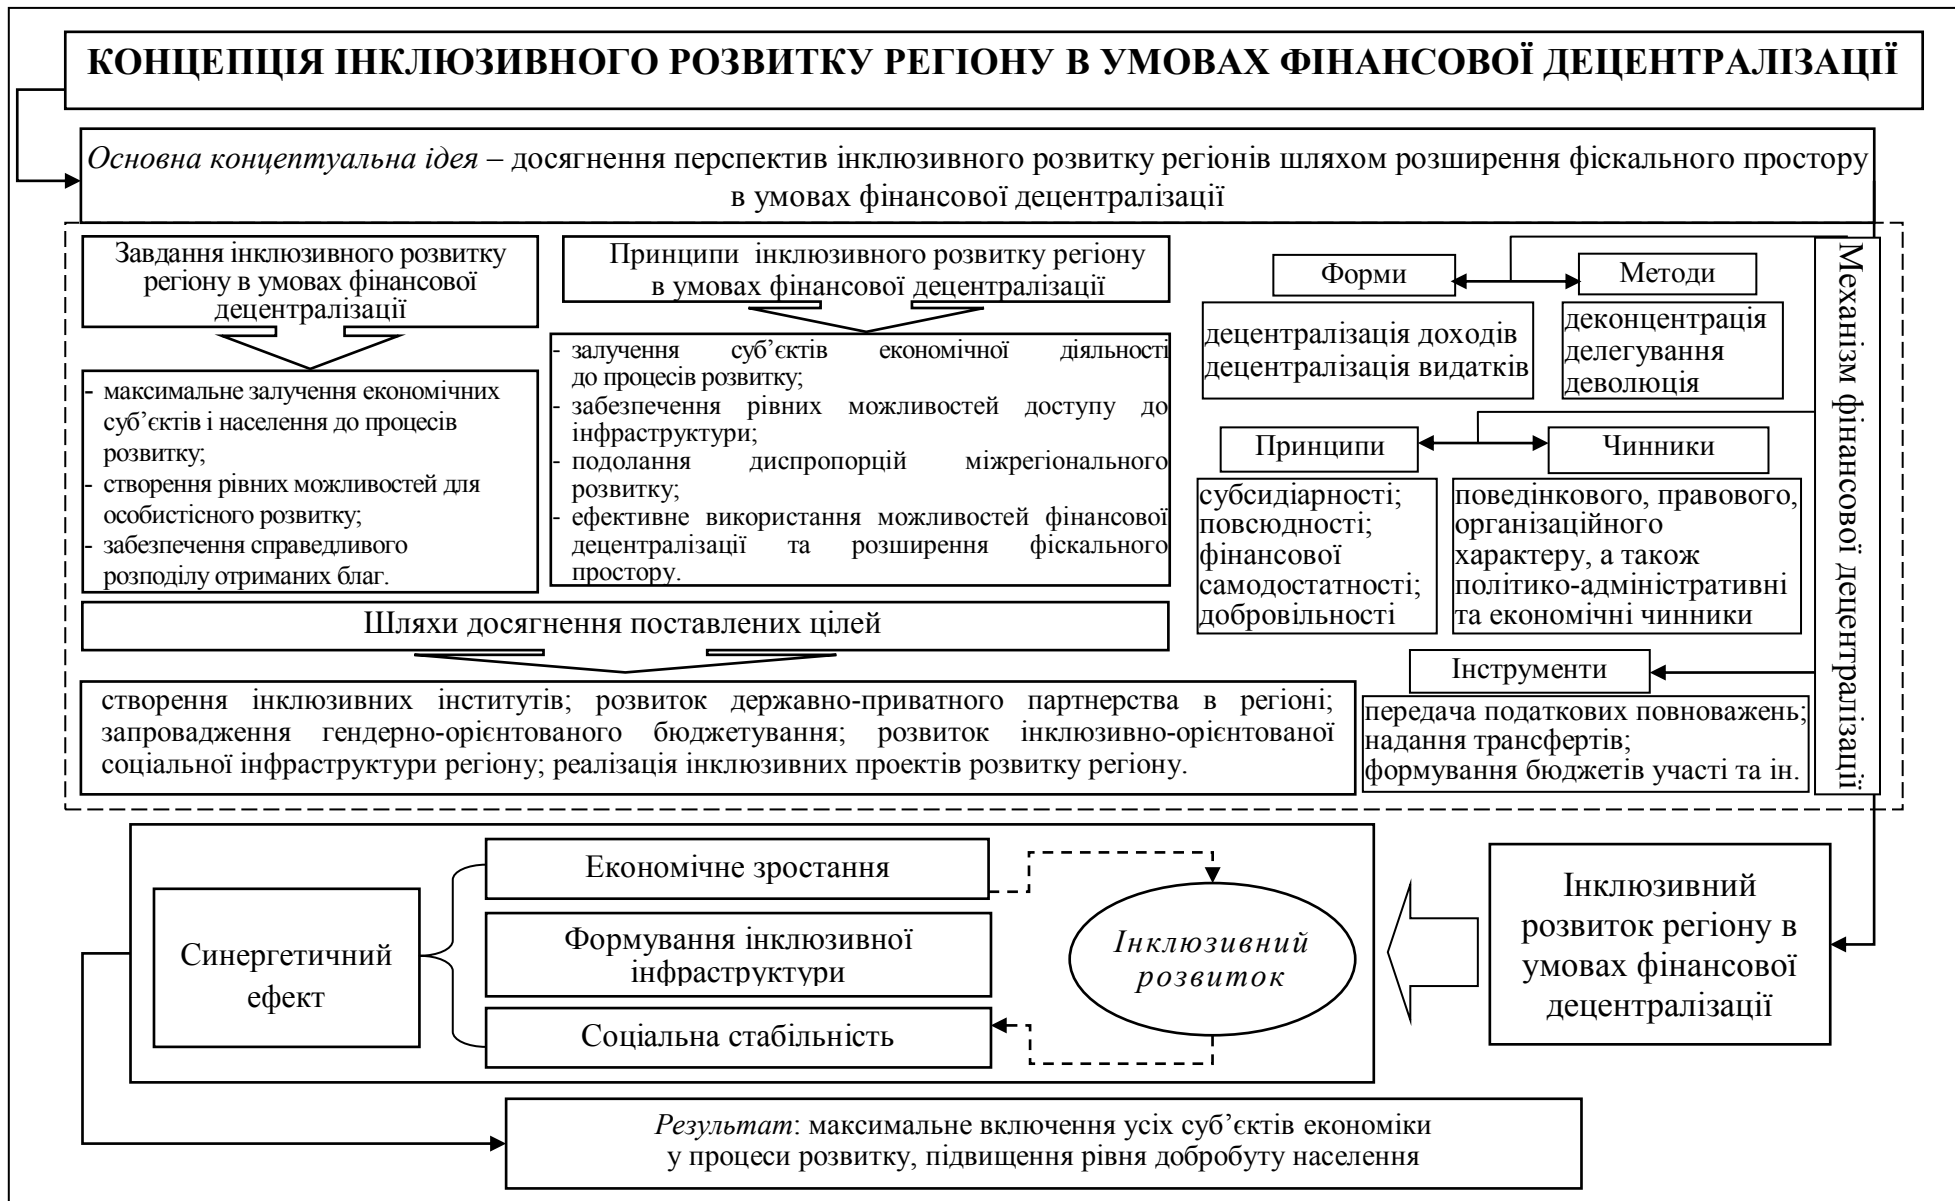 КОНЦЕПЦІЯ ІНКЛЮЗИВНОГО РОЗВИТКУ РЕГІОНУ В УМОВАХ ФІНАНСОВОЇ ДЕЦЕНТРАЛІЗАЦІЇ
Основна концептуальна ідея – досягнення перспектив інклюзивного розвитку регіонів шляхом розширення фіскального простору
в умовах фінансової децентралізації
Завдання інклюзивного розвитку
регіону в умовах фінансової
децентралізації
- максимальне залучення економічних
суб’єктів і населення до процесів
розвитку;
- створення рівних можливостей для
особистісного розвитку;
- забезпечення справедливого
розподілу отриманих благ.
Принципи інклюзивного розвитку регіону
в умовах фінансової децентралізації
- залучення суб’єктів економічної діяльності
до процесів розвитку;
- забезпечення рівних можливостей доступу до
інфраструктури;
- подолання диспропорцій міжрегіонального
розвитку;
- ефективне використання можливостей фінансової
децентралізації та розширення фіскального
простору.
Шляхи досягнення поставлених цілей
створення інклюзивних інститутів; розвиток державно-приватного партнерства в регіоні;
запровадження гендерно-орієнтованого бюджетування; розвиток інклюзивно-орієнтованої
соціальної інфраструктури регіону; реалізація інклюзивних проектів розвитку регіону.
Механізм фінансової децентралізації
Форми
децентралізація доходів
децентралізація видатків
Методи
деконцентрація
делегування
деволюція
Принципи
субсидіарності;
повсюдності;
фінансової
самодостатності;
добровільності
Чинники
поведінкового, правового,
організаційного
характеру, а також
політико-адміністративні
та економічні чинники
Інструменти
передача податкових повноважень;
надання трансфертів;
формування бюджетів участі та ін.
Синергетичний
ефект
Економічне зростання
Формування інклюзивної
інфраструктури
Соціальна стабільність
Інклюзивний
розвиток
Інклюзивний
розвиток регіону в
умовах фінансової
децентралізації
Результат: максимальне включення усіх суб’єктів економіки
у процеси розвитку, підвищення рівня добробуту населення